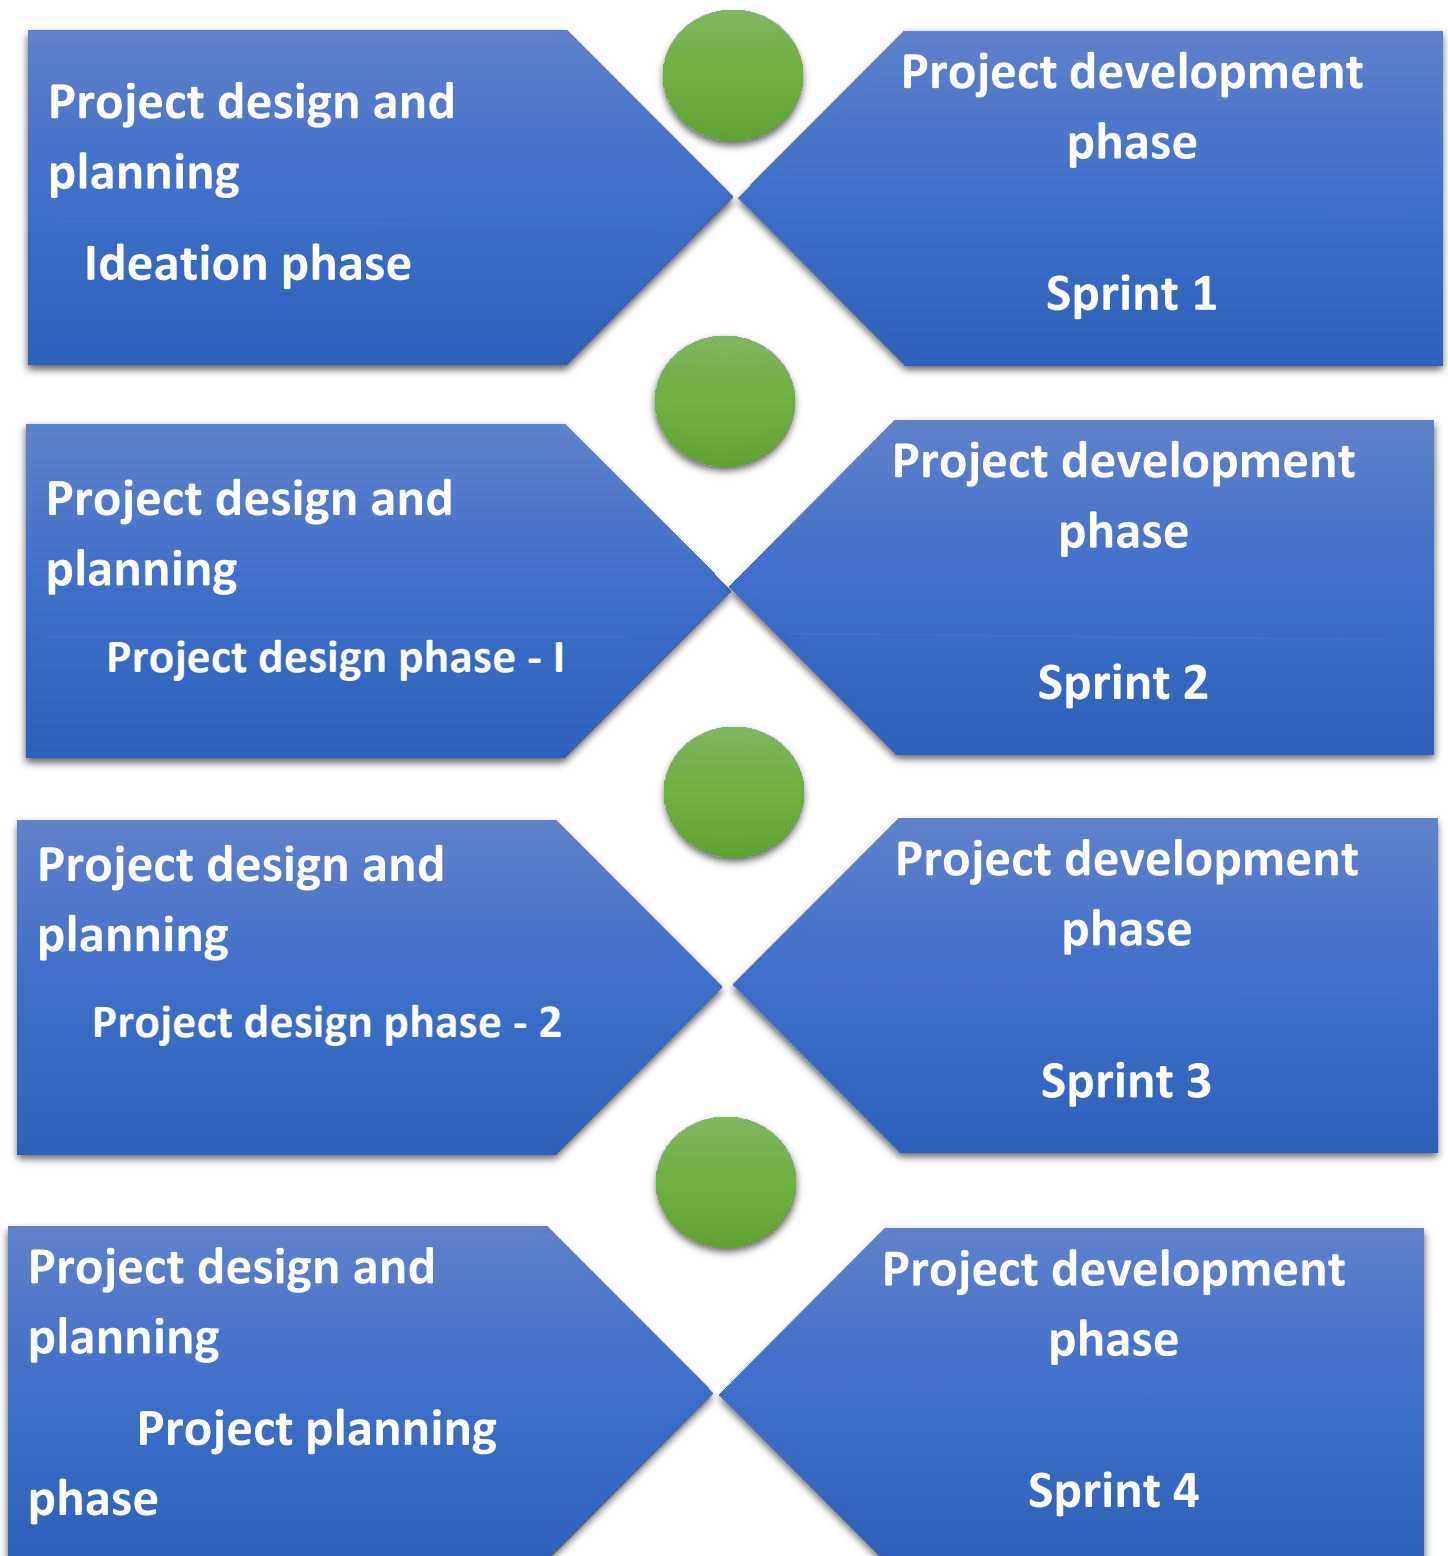 Project design and
planning
Ideation phase
Project development
phase
Sprint 1
Project design and
planning
Project design phase - I
Project development
phase
Sprint 2
Project design and
planning
Project design phase - 2
Project development
phase
Sprint 3
Project design and
planning
Project planning
phase
Project development
phase
Sprint 4